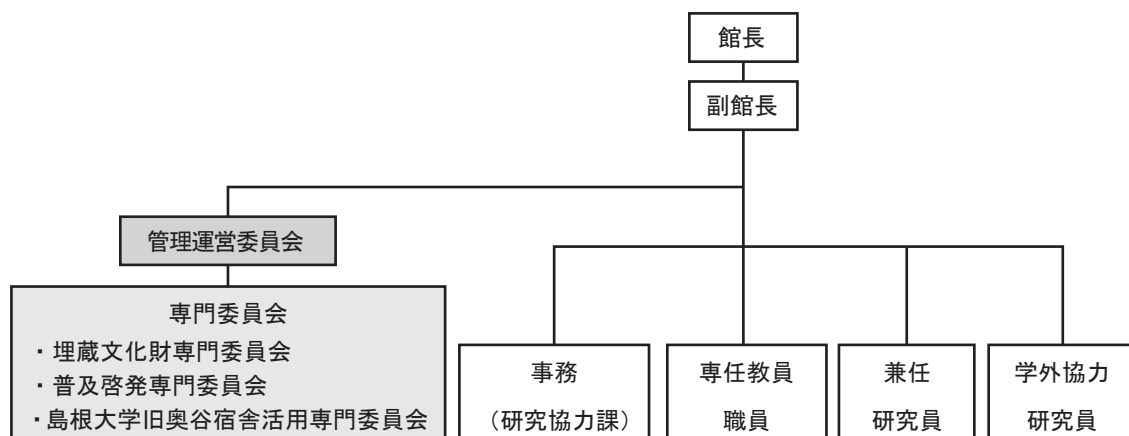 館長
副館長
管理運営委員会
専門委員会
・埋蔵文化財専門委員会
・普及啓発専門委員会
・島根大学旧奥谷宿舎活用専門委員会
事務
（研究協力課）
専任教員
職員
兼任
研究員
学外協力
研究員